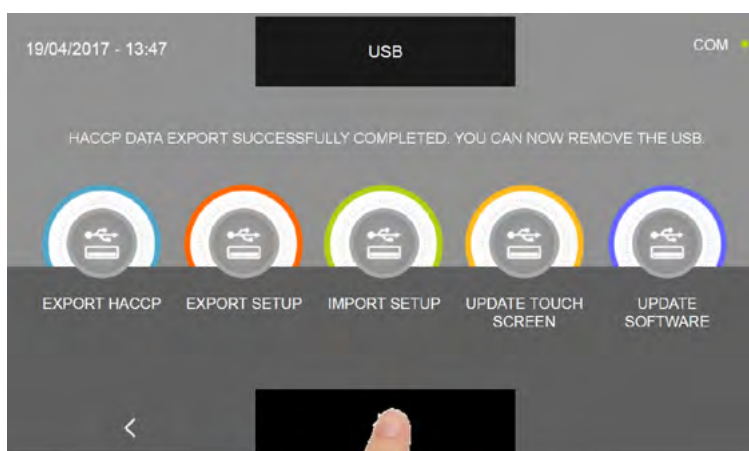 19/04/2017 - 13:47
USB
COM
HACCP DATA EXPORT SUCCESSFULLY COMPLETED. YOU CAN NOW REMOVE THE USB.
EXPORT HACCP
EXPORT SETUP
IMPORT SETUP
UPDATE TOUCH
SCREEN
UPDATE
SOFTWARE